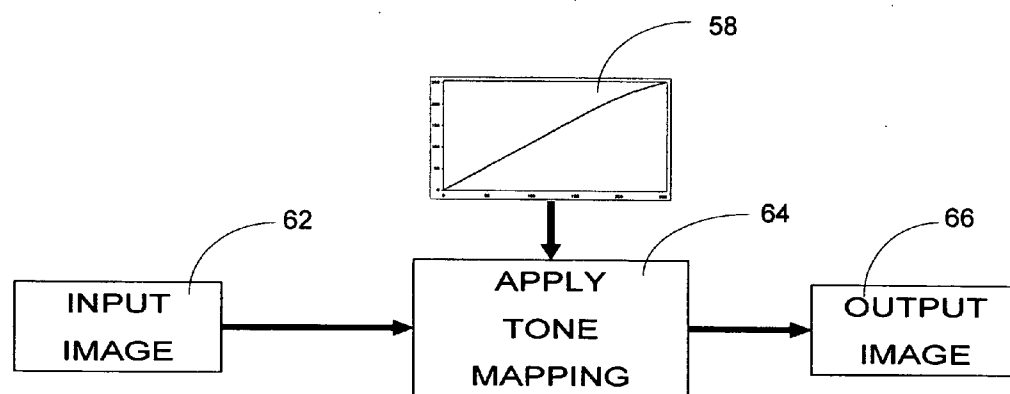 58
62
64
66
INPUT
IMAGE
APPLY
TONE
MAPPING
OUTPUT
IMAGE